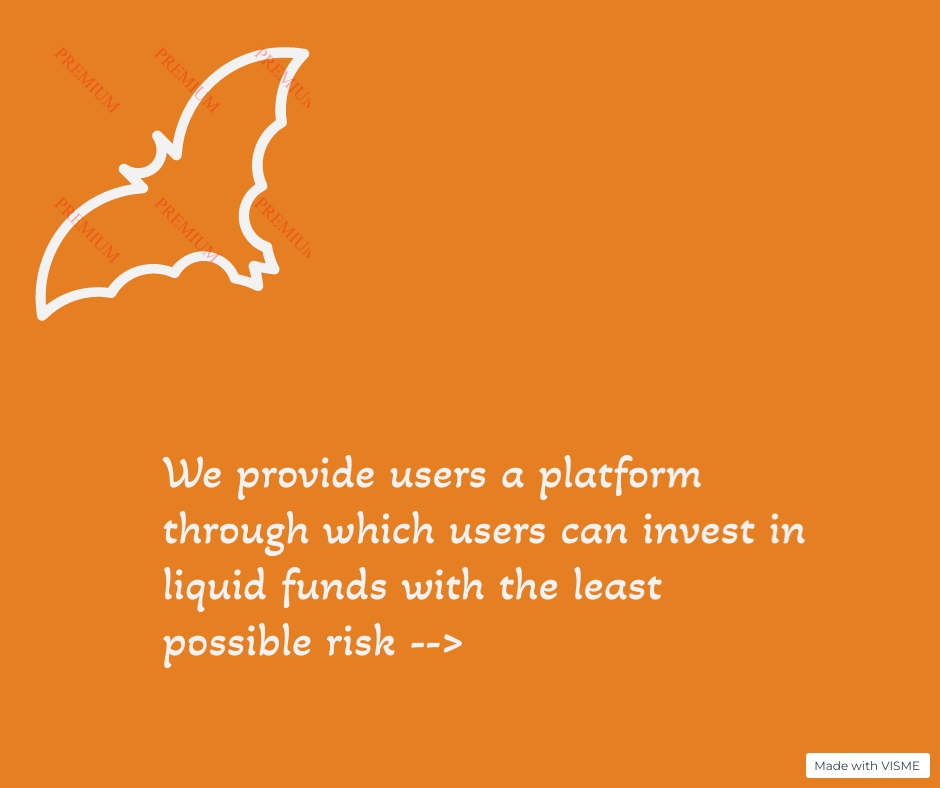 PREMIUM PREMIUM PREMIUM
PREMIUM PREMIUM PREMIUM
We provide users a platform
through which users can invest in
liquid funds with the least
possible risk -->
Made with VISME